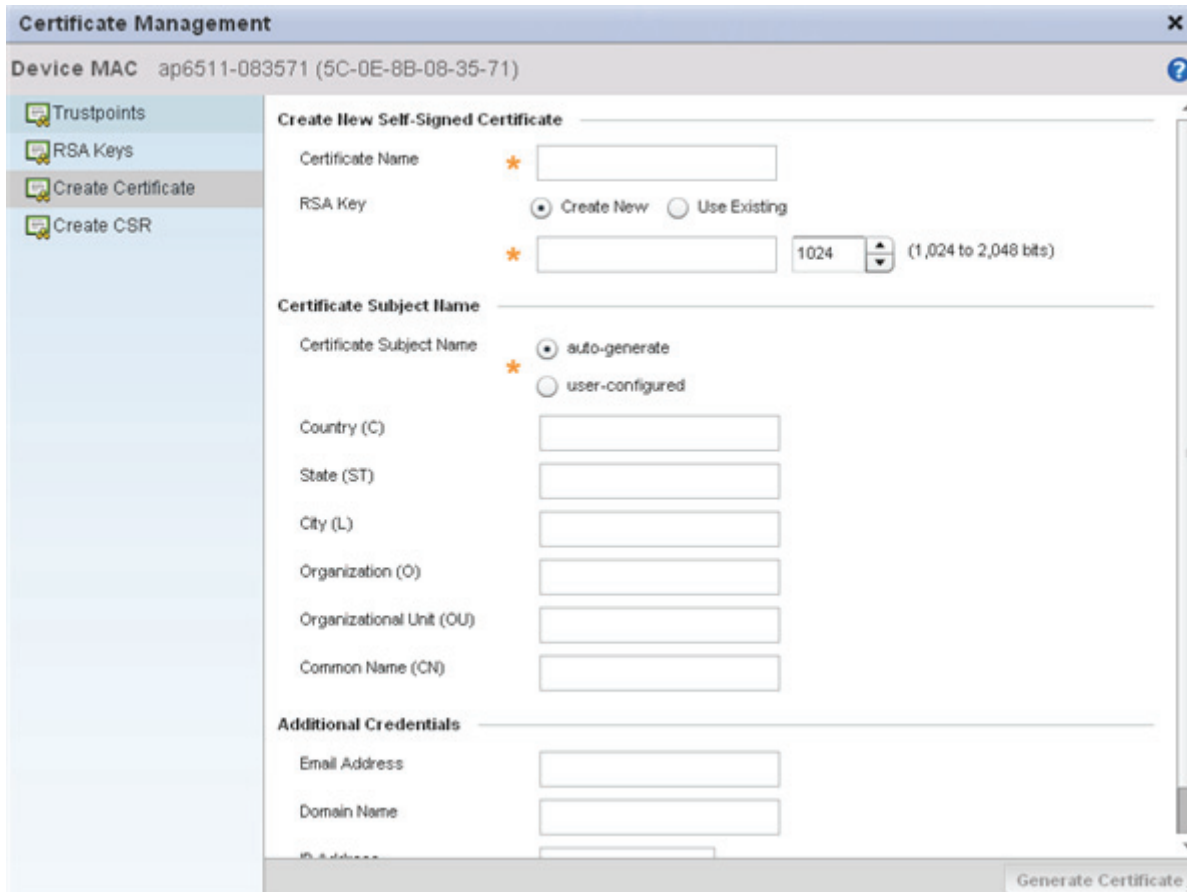 Certificate Management
Device MAC ap6511-083571 (5C-0E-8B-08-35-71)
Trustpoints
RSA Keys
Create Certificate
Create CSR
Create New Self-Signed Certificate
Certificate Name *
RSA Key Create New Use Existing
* 1024 (1,024 to 2,048 bits)
Certificate Subject Name
Certificate Subject Name * auto-generate
user-configured
Country (C)
State (ST)
City (L)
Organization (O)
Organizational Unit (OU)
Common Name (CN)
Additional Credentials
Email Address
Domain Name
IP Address
Generate Certificate